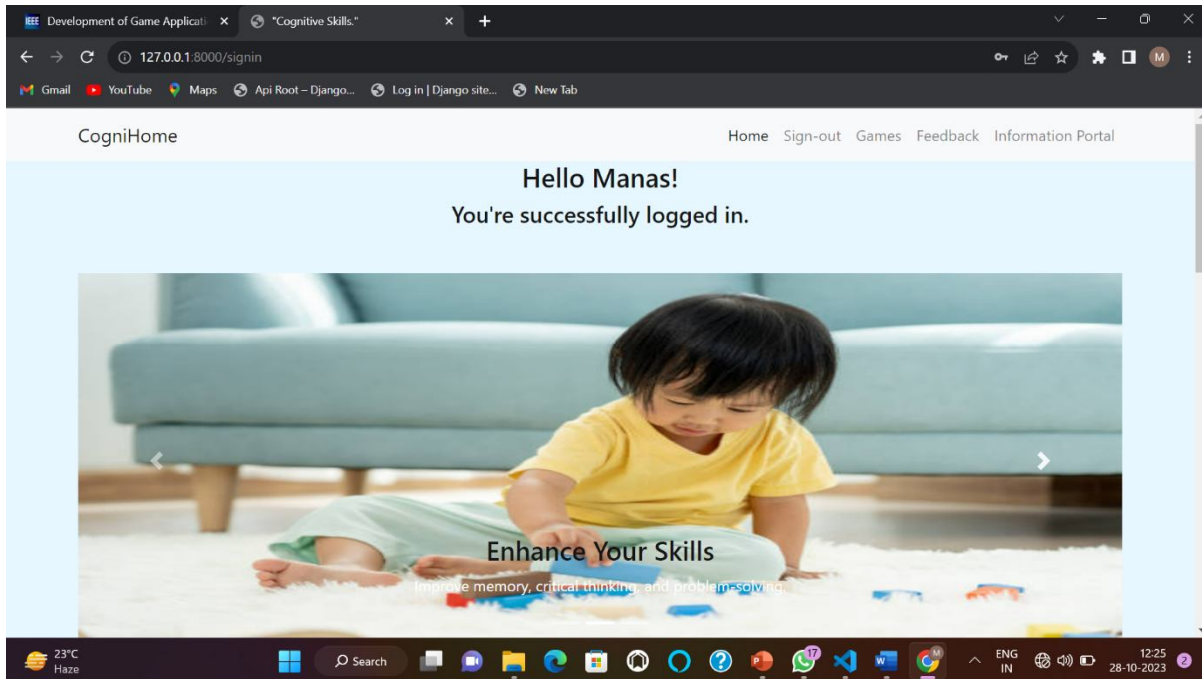 IEEE Development of Game Applicati
"Cognitive Skills."
127.0.0.1:8000/signin
M
Gmail YouTube Maps Api Root – Django... Log in | Django site... New Tab
CogniHome Home Sign-out Games Feedback Information Portal
Hello Manas!
You're successfully logged in.
Enhance Your Skills
Improve memory, critical thinking, and problem-solving.
23°C
Haze
Search
17
ENG
IN
12:25
28-10-2023
2